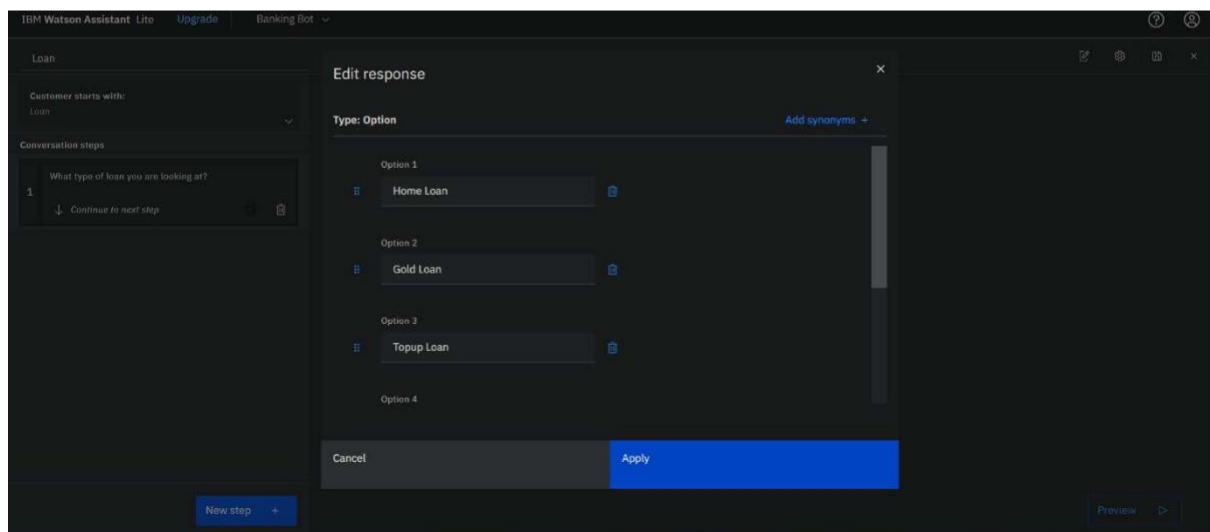 IBM Watson Assistant Lite Upgrade Banking Bot
Loan
Customer starts with:
Loan
Conversation steps
1
What type of loan you are looking at?
Continue to next step
New step +
Edit response
Type: Option
Add synonyms +
Option 1
Home Loan
Option 2
Gold Loan
Option 3
Topup Loan
Option 4
Cancel
Apply
Preview